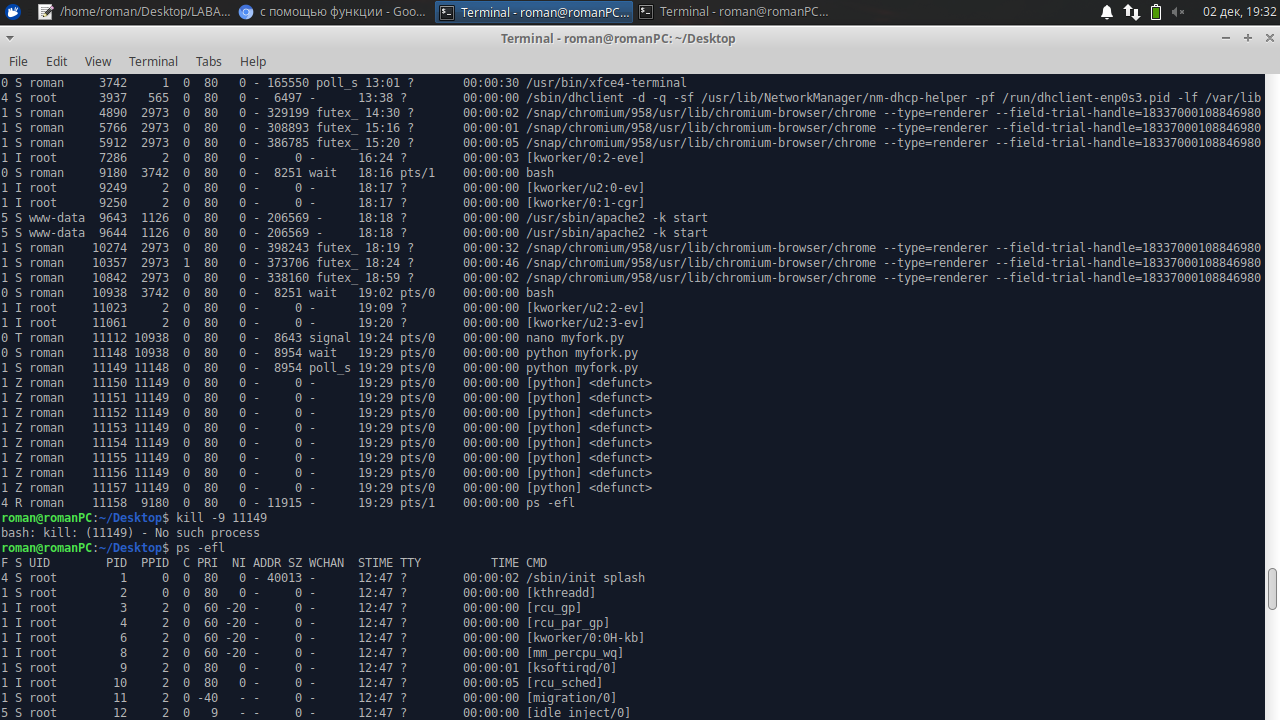 /home/roman/Desktop/LABA... с помощью функции - Goo... Terminal - roman@romanPC... Terminal - roman@romanPC... 02 дек, 19:32
Terminal - roman@romanPC: ~/Desktop
File Edit View Terminal Tabs Help
0 S roman 3742 1 0 80 0 - 165550 poll_s 13:01 ? 00:00:30 /usr/bin/xfce4-terminal
4 S root 3937 565 0 80 0 - 6497 - 13:38 ? 00:00:00 /sbin/dhclient -d -q -sf /usr/lib/NetworkManager/nm-dhcp-helper -pf /run/dhclient-enp0s3.pid -lf /var/lib
1 S roman 4890 2973 0 80 0 - 329199 futex_ 14:30 ? 00:00:02 /snap/chromium/958/usr/lib/chromium-browser/chrome --type=renderer --field-trial-handle=18337000108846980
1 S roman 5766 2973 0 80 0 - 308893 futex_ 15:16 ? 00:00:01 /snap/chromium/958/usr/lib/chromium-browser/chrome --type=renderer --field-trial-handle=18337000108846980
1 S roman 5912 2973 0 80 0 - 386785 futex_ 15:20 ? 00:00:05 /snap/chromium/958/usr/lib/chromium-browser/chrome --type=renderer --field-trial-handle=18337000108846980
1 I root 7286 2 0 80 0 - 0 - 16:24 ? 00:00:03 [kworker/0:2-eve]
0 S roman 9180 3742 0 80 0 - 8251 wait 18:16 pts/1 00:00:00 bash
1 I root 9249 2 0 80 0 - 0 - 18:17 ? 00:00:00 [kworker/u2:0-ev]
1 I root 9250 2 0 80 0 - 0 - 18:17 ? 00:00:00 [kworker/0:1-cgr]
5 S www-data 9643 1126 0 80 0 - 206569 - 18:18 ? 00:00:00 /usr/sbin/apache2 -k start
5 S www-data 9644 1126 0 80 0 - 206569 - 18:18 ? 00:00:00 /usr/sbin/apache2 -k start
1 S roman 10274 2973 0 80 0 - 398243 futex_ 18:19 ? 00:00:32 /snap/chromium/958/usr/lib/chromium-browser/chrome --type=renderer --field-trial-handle=18337000108846980
1 S roman 10357 2973 1 80 0 - 373706 futex_ 18:24 ? 00:00:46 /snap/chromium/958/usr/lib/chromium-browser/chrome --type=renderer --field-trial-handle=18337000108846980
1 S roman 10842 2973 0 80 0 - 338160 futex_ 18:59 ? 00:00:02 /snap/chromium/958/usr/lib/chromium-browser/chrome --type=renderer --field-trial-handle=18337000108846980
0 S roman 10938 3742 0 80 0 - 8251 wait 19:02 pts/0 00:00:00 bash
1 I root 11023 2 0 80 0 - 0 - 19:09 ? 00:00:00 [kworker/u2:2-ev]
1 I root 11061 2 0 80 0 - 0 - 19:20 ? 00:00:00 [kworker/u2:3-ev]
0 T roman 11112 10938 0 80 0 - 8643 signal 19:24 pts/0 00:00:00 nano myfork.py
0 S roman 11148 10938 0 80 0 - 8954 wait 19:29 pts/0 00:00:00 python myfork.py
1 S roman 11149 11148 0 80 0 - 8954 poll_s 19:29 pts/0 00:00:00 python myfork.py
1 Z roman 11150 11149 0 80 0 - 0 - 19:29 pts/0 00:00:00 [python] <defunct>
1 Z roman 11151 11149 0 80 0 - 0 - 19:29 pts/0 00:00:00 [python] <defunct>
1 Z roman 11152 11149 0 80 0 - 0 - 19:29 pts/0 00:00:00 [python] <defunct>
1 Z roman 11153 11149 0 80 0 - 0 - 19:29 pts/0 00:00:00 [python] <defunct>
1 Z roman 11154 11149 0 80 0 - 0 - 19:29 pts/0 00:00:00 [python] <defunct>
1 Z roman 11155 11149 0 80 0 - 0 - 19:29 pts/0 00:00:00 [python] <defunct>
1 Z roman 11156 11149 0 80 0 - 0 - 19:29 pts/0 00:00:00 [python] <defunct>
1 Z roman 11157 11149 0 80 0 - 0 - 19:29 pts/0 00:00:00 [python] <defunct>
4 R roman 11158 9180 0 80 0 - 11915 - 19:29 pts/1 00:00:00 ps -efl
roman@romanPC:~/Desktop$ kill -9 11149
bash: kill: (11149) - No such process
roman@romanPC:~/Desktop$ ps -efl
F S UID PID PPID C PRI NI ADDR SZ WCHAN STIME TTY TIME CMD
4 S root 1 0 0 80 0 - 40013 - 12:47 ? 00:00:02 /sbin/init splash
1 S root 2 0 0 80 0 - 0 - 12:47 ? 00:00:00 [kthreadd]
1 I root 3 2 0 60 -20 - 0 - 12:47 ? 00:00:00 [rcu_gp]
1 I root 4 2 0 60 -20 - 0 - 12:47 ? 00:00:00 [rcu_par_gp]
1 I root 6 2 0 60 -20 - 0 - 12:47 ? 00:00:00 [kworker/0:0H-kb]
1 I root 8 2 0 60 -20 - 0 - 12:47 ? 00:00:00 [mm_percpu_wq]
1 S root 9 2 0 80 0 - 0 - 12:47 ? 00:00:01 [ksoftirqd/0]
1 I root 10 2 0 80 0 - 0 - 12:47 ? 00:00:05 [rcu_sched]
1 S root 11 2 0 -40 - - 0 - 12:47 ? 00:00:00 [migration/0]
5 S root 12 2 0 9 - - 0 - 12:47 ? 00:00:00 [idle inject/0]